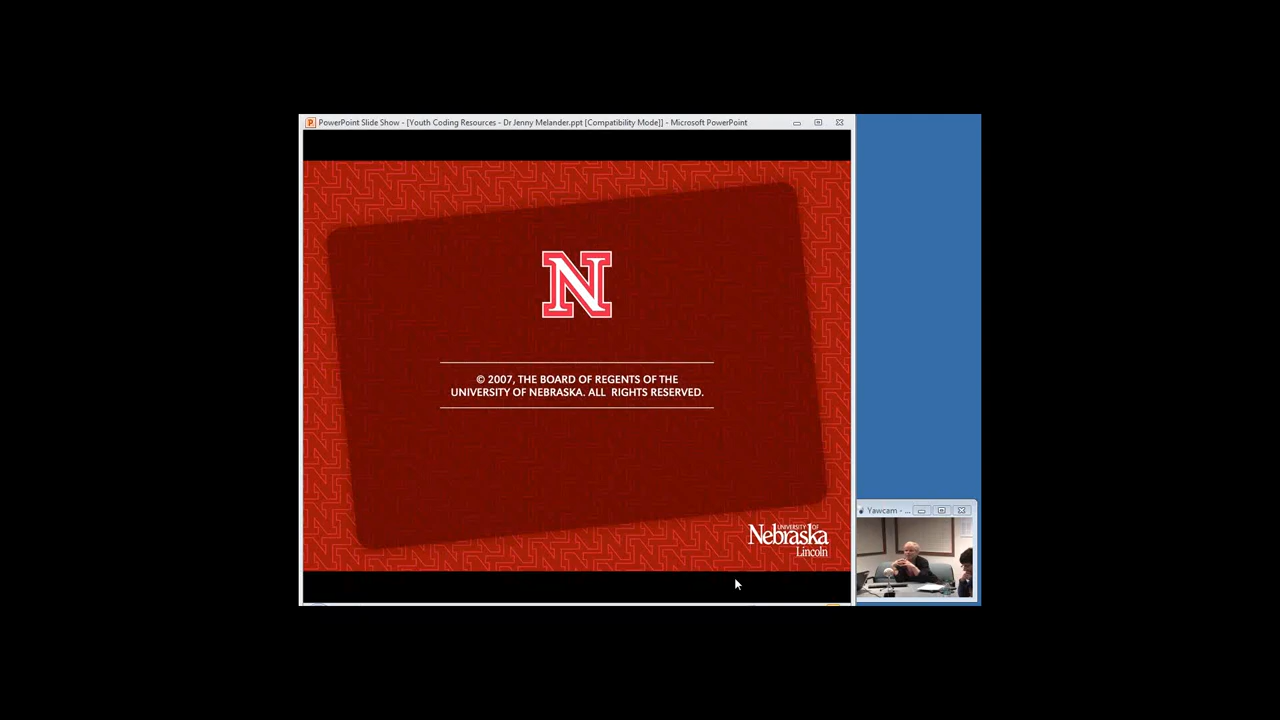 PowerPoint Slide Show - [Youth Coding Resources - Dr Jenny Melander.ppt [Compatibility Mode]] - Microsoft PowerPoint
N
© 2007, THE BOARD OF REGENTS OF THE
UNIVERSITY OF NEBRASKA. ALL RIGHTS RESERVED.
UNIVERSITY OF
Nebraska
Lincoln
Yawcam - ...